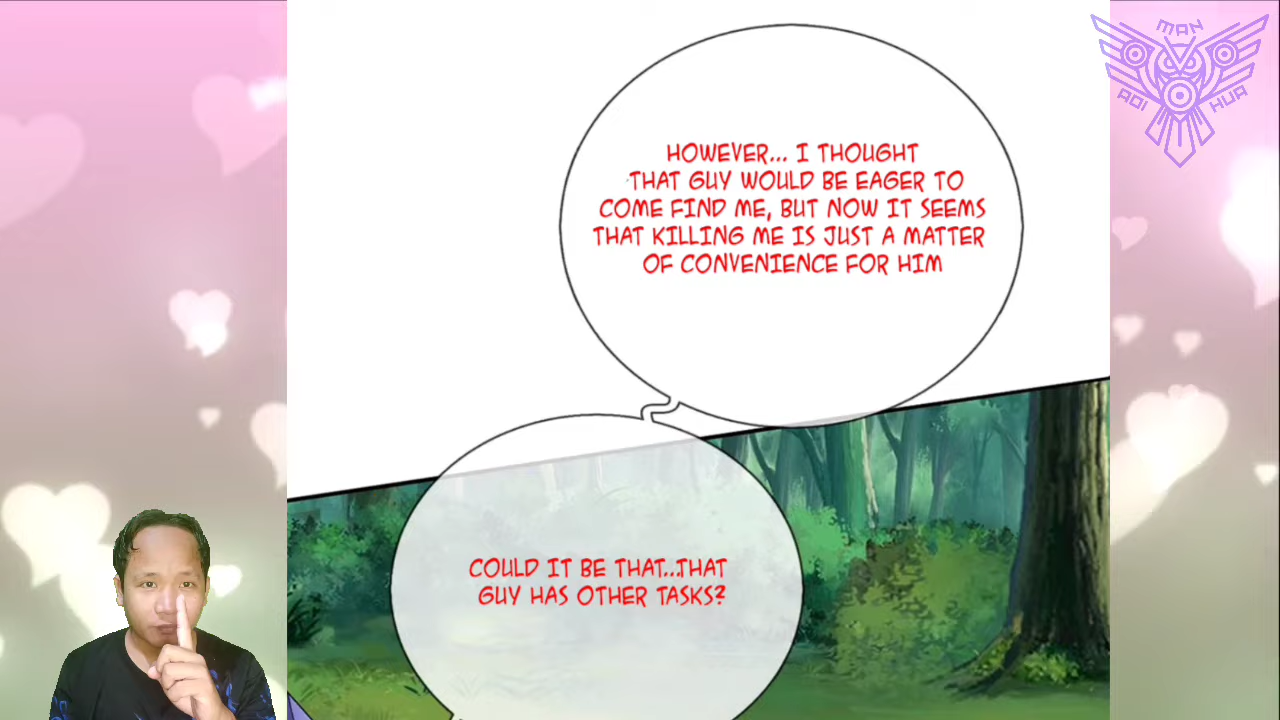 MAN
AOI HUA
HOWEVER... I THOUGHT
THAT GUY WOULD BE EAGER TO
COME FIND ME, BUT NOW IT SEEMS
THAT KILLING ME IS JUST A MATTER
OF CONVENIENCE FOR HIM
COULD IT BE THAT..THAT
GUY HAS OTHER TASKS?